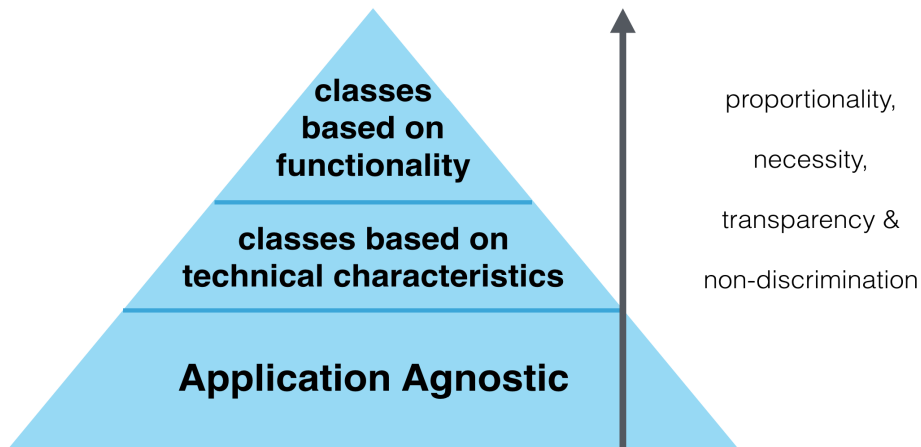 classes
based on
functionality
classes based on
technical characteristics
Application Agnostic
proportionality,
necessity,
transparency &
non-discrimination